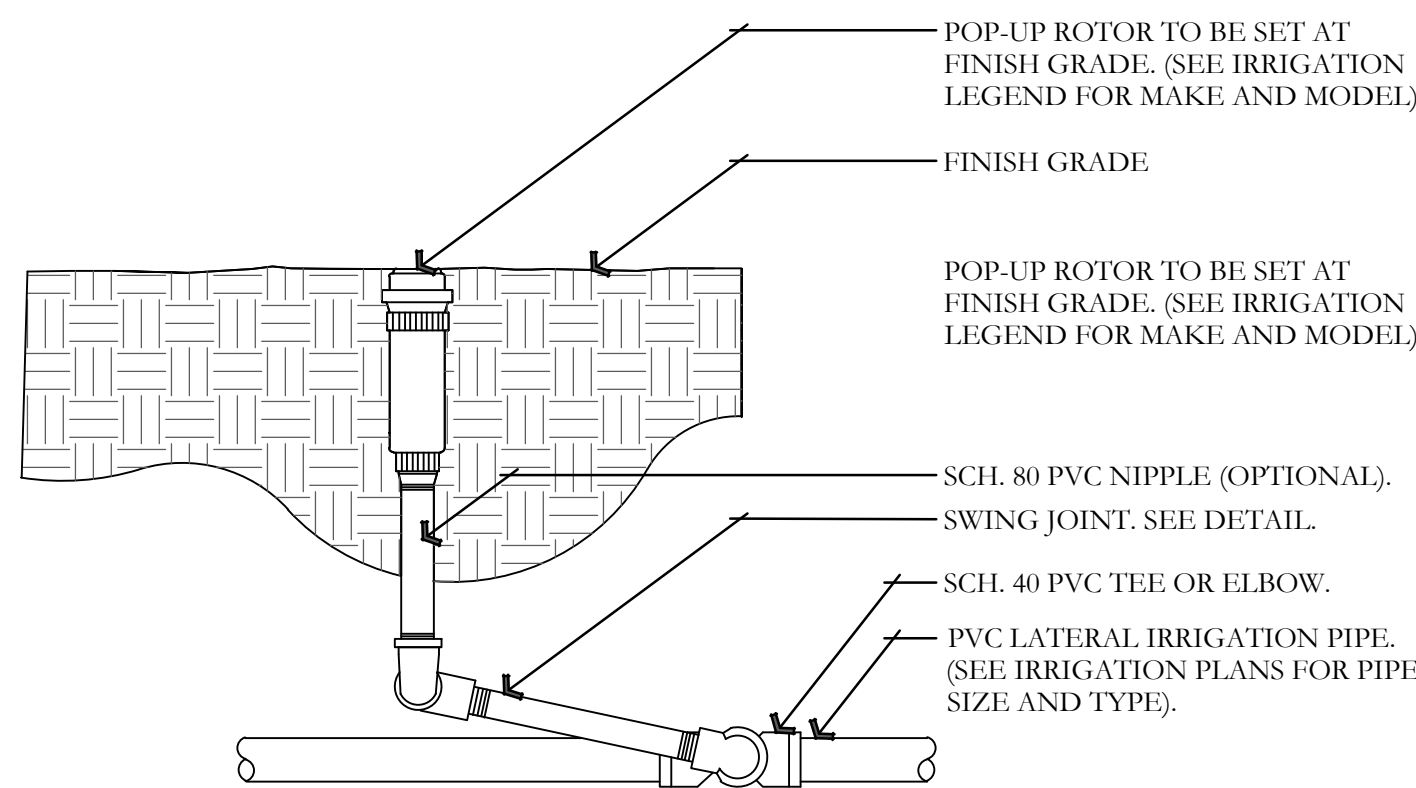 POP-UP ROTOR TO BE SET AT
FINISH GRADE. (SEE IRRIGATION
LEGEND FOR MAKE AND MODEL)
FINISH GRADE
POP-UP ROTOR TO BE SET AT
FINISH GRADE. (SEE IRRIGATION
LEGEND FOR MAKE AND MODEL)
SCH. 80 PVC NIPPLE (OPTIONAL).
SWING JOINT. SEE DETAIL.
SCH. 40 PVC TEE OR ELBOW.
PVC LATERAL IRRIGATION PIPE.
(SEE IRRIGATION PLANS FOR PIPE
SIZE AND TYPE).